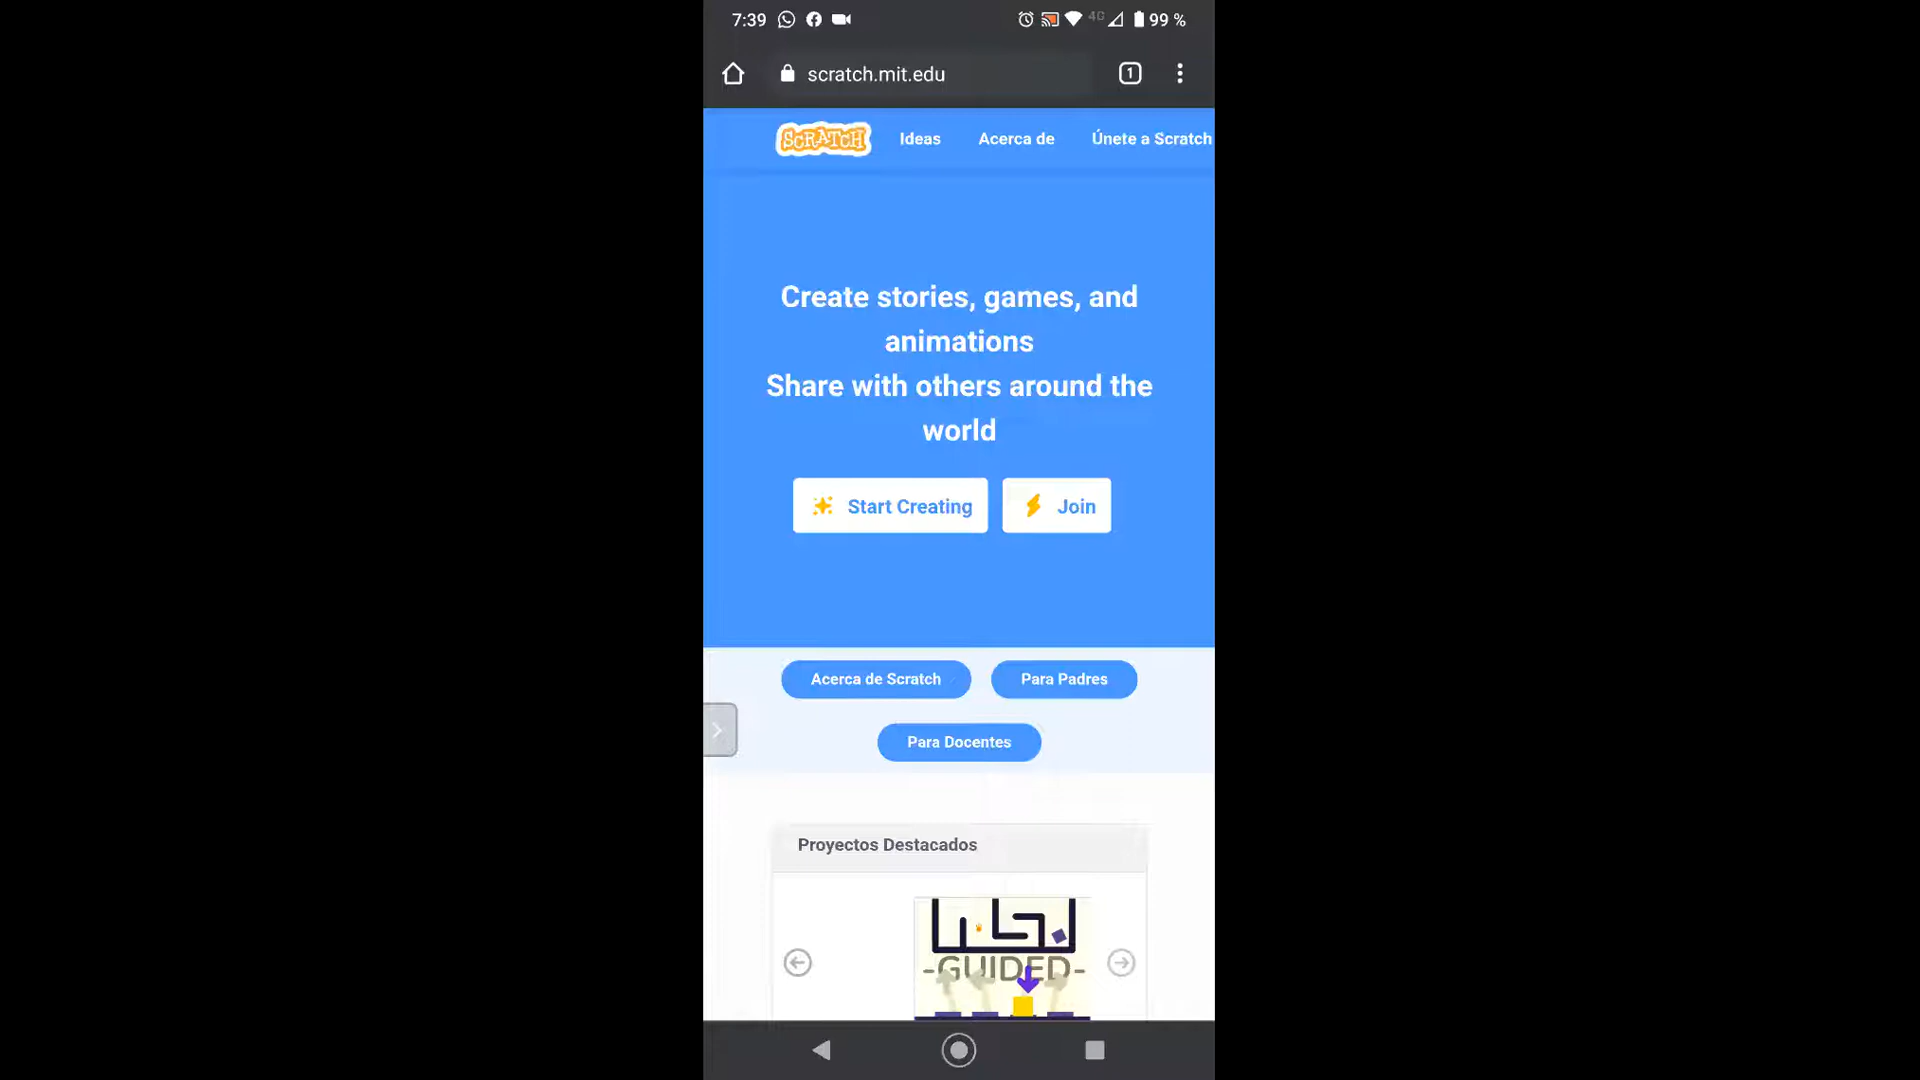 7:39
4G
99 %
scratch.mit.edu
1
SCRATCH
Ideas
Acerca de
Únete a Scratch
Create stories, games, and
animations
Share with others around the
world
Start Creating
Join
Acerca de Scratch
Para Padres
Para Docentes
Proyectos Destacados
-GUIDED-